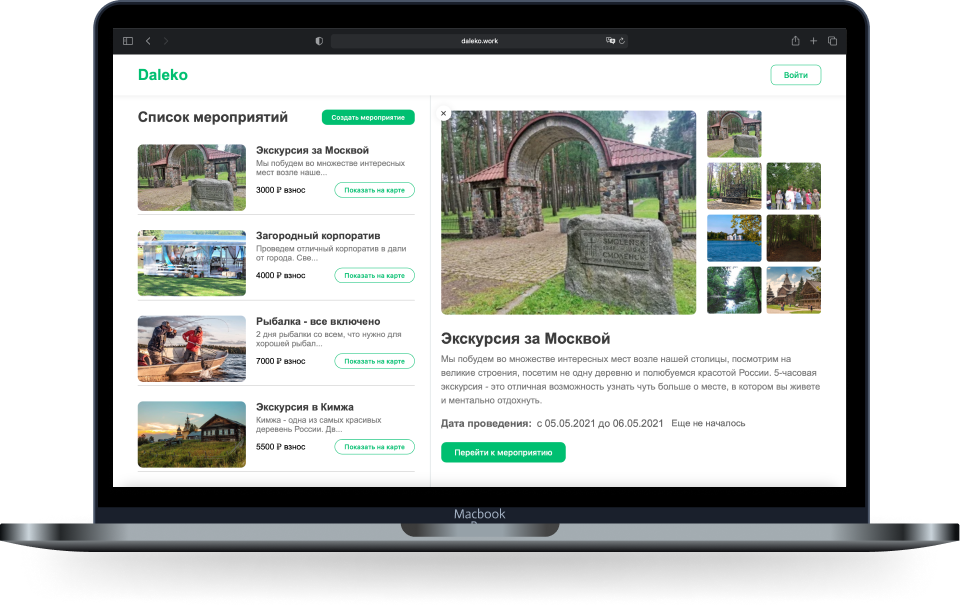 daleko.work
Daleko
Войти
Список мероприятий
Создать мероприятие
Экскурсия за Москвой
Мы побудем во множестве интересных
мест возле наше...
3000 ₽ взнос
Показать на карте
Загородный корпоратив
Проведем отличный корпоратив в дали
от города. Све...
4000 ₽ взнос
Показать на карте
Рыбалка - все включено
2 дня рыбалки со всем, что нужно для
хорошей рыбал...
7000 ₽ взнос
Показать на карте
Экскурсия в Кимжа
Кимжа - одна из самых красивых
деревень России. Дв...
5500 ₽ взнос
Показать на карте
SMOLENSK
СМОЛЕНСК
Экскурсия за Москвой
Мы побудем во множестве интересных мест возле нашей столицы, посмотрим на
великие строения, посетим не одну деревню и полюбуемся красотой России. 5-часовая
экскурсия - это отличная возможность узнать чуть больше о месте, в котором вы живете
и ментально отдохнуть.
Дата проведения: с 05.05.2021 до 06.05.2021 Еще не началось
Перейти к мероприятию
Macbook